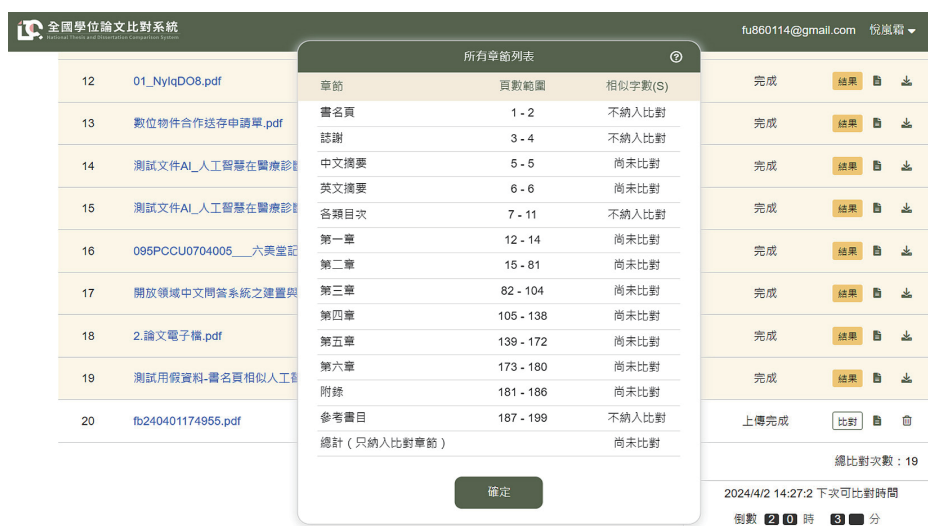 全國學位論文比對系統
National Thesis and Dissertation Comparison System
fu860114@gmail.com 悅嵐霜
所有章節列表
章節 頁數範圍 相似字數(S)
書名頁 1 - 2 不納入比對
誌謝 3 - 4 不納入比對
中文摘要 5 - 5 尚未比對
英文摘要 6 - 6 尚未比對
各類目次 7 - 11 不納入比對
第一章 12 - 14 尚未比對
第二章 15 - 81 尚未比對
第三章 82 - 104 尚未比對
第四章 105 - 138 尚未比對
第五章 139 - 172 尚未比對
第六章 173 - 180 尚未比對
附錄 181 - 186 尚未比對
參考書目 187 - 199 不納入比對
總計（只納入比對章節） 尚未比對
確定
12 01_NyIqDO8.pdf 完成 結果
13 數位物件合作送存申請單.pdf 完成 結果
14 測試文件AI_人工智慧在醫療診斷 完成 結果
15 測試文件AI_人工智慧在醫療診斷 完成 結果
16 095PCCU0704005___六美堂記 完成 結果
17 開放領域中文問答系統之建置與 完成 結果
18 2.論文電子檔.pdf 完成 結果
19 測試用假資料-書名頁相似人工智 完成 結果
20 fb240401174955.pdf 上傳完成 比對
總比對次數：19
2024/4/2 14:27:2 下次可比對時間
倒數 2 0 時 3 分